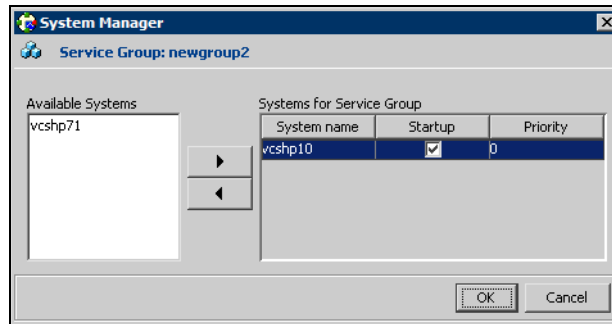 System Manager
Service Group: newgroup2
Available Systems
vcshp71
Systems for Service Group
System name Startup Priority
vcshp10 0
OK Cancel